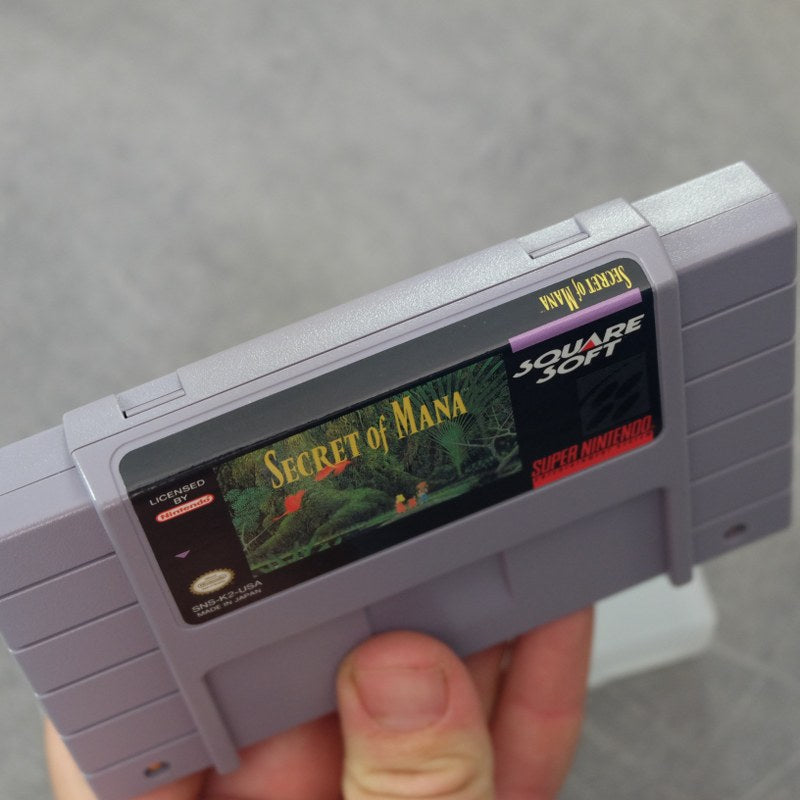 SECRET of MANA
SQUARE
SOFT
SECRET of MANA
LICENSED
BY
Nintendo
SUPER NINTENDO
SNS-K2-USA
MADE IN JAPAN